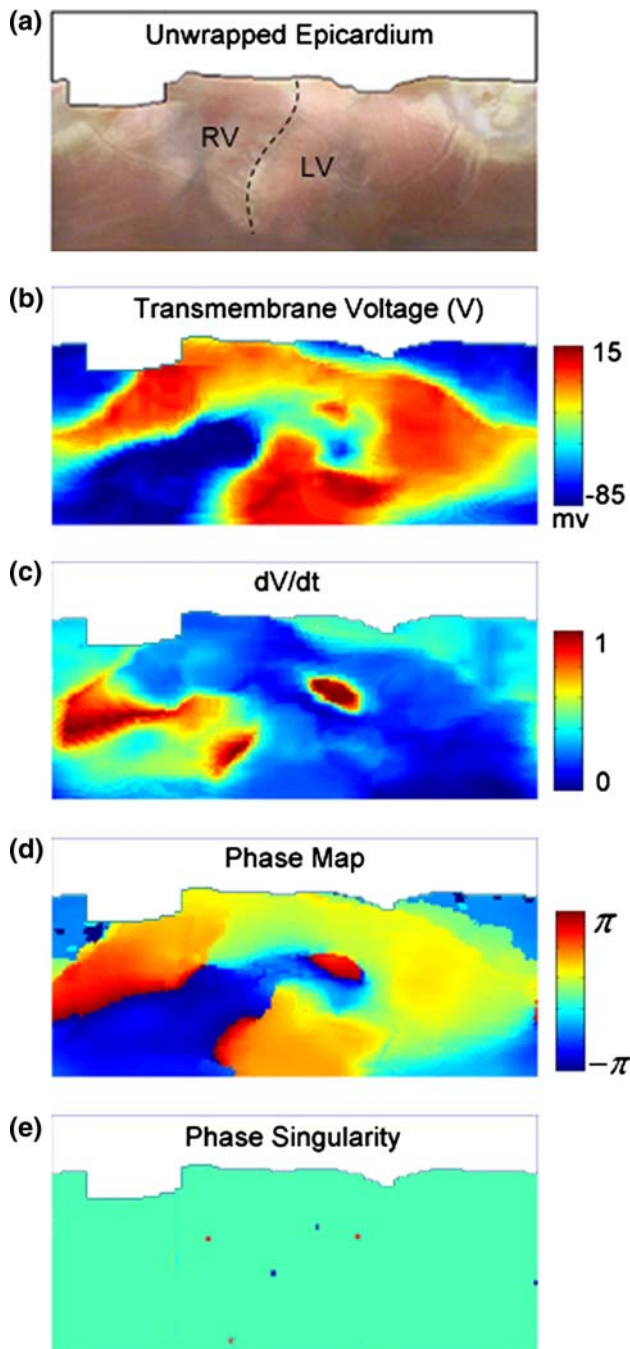 (a)
Unwrapped Epicardium
RV
LV
(b)
Transmembrane Voltage (V)
15
-85
mv
(c)
dV/dt
1
0
(d)
Phase Map
π
-π
(e)
Phase Singularity